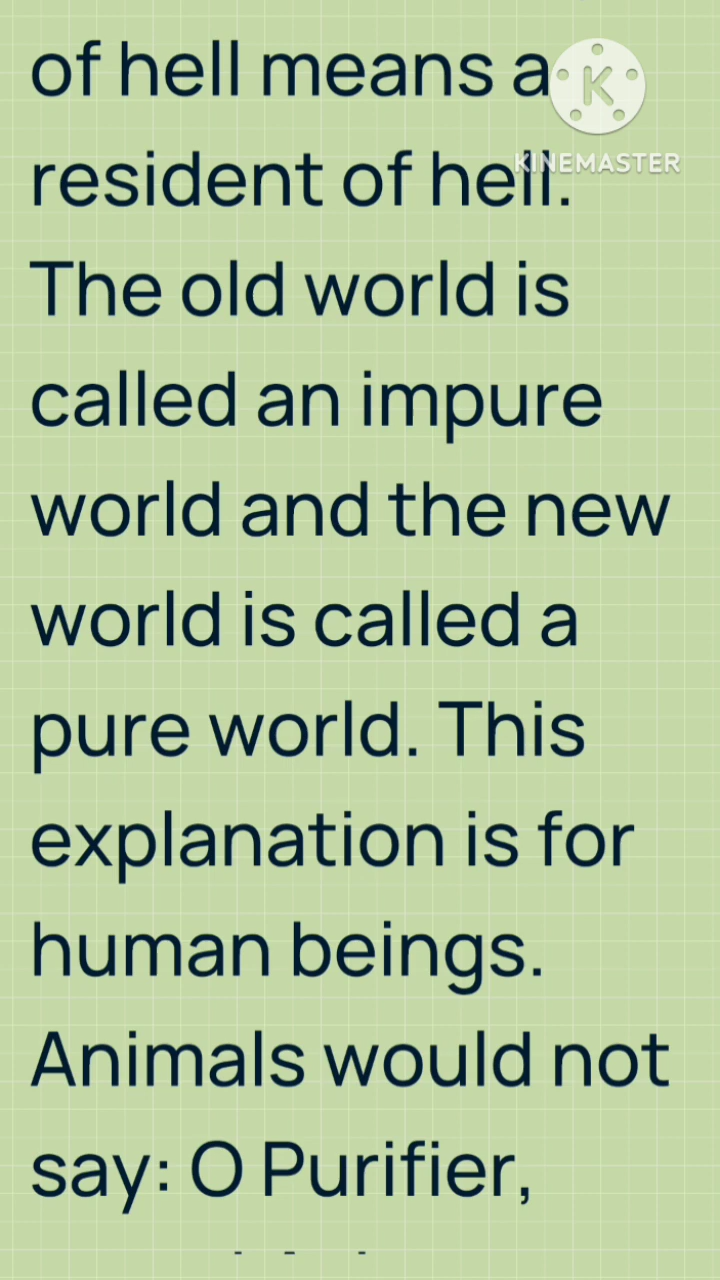 of hell means a
K
KINEMASTER
resident of hell.
The old world is
called an impure
world and the new
world is called a
pure world. This
explanation is for
human beings.
Animals would not
say: O Purifier,